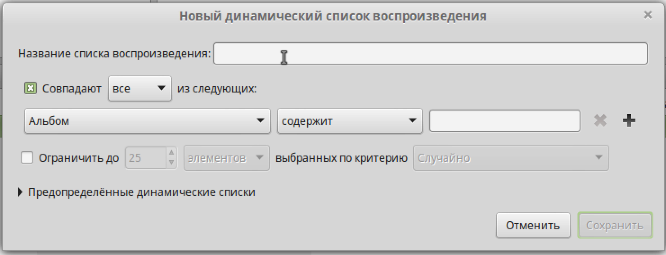 Новый динамический список воспроизведения
Название списка воспроизведения:
Совпадают все из следующих:
Альбом содержит
Ограничить до 25 элементов выбранных по критерию Случайно
Предопределённые динамические списки
Отменить Сохранить